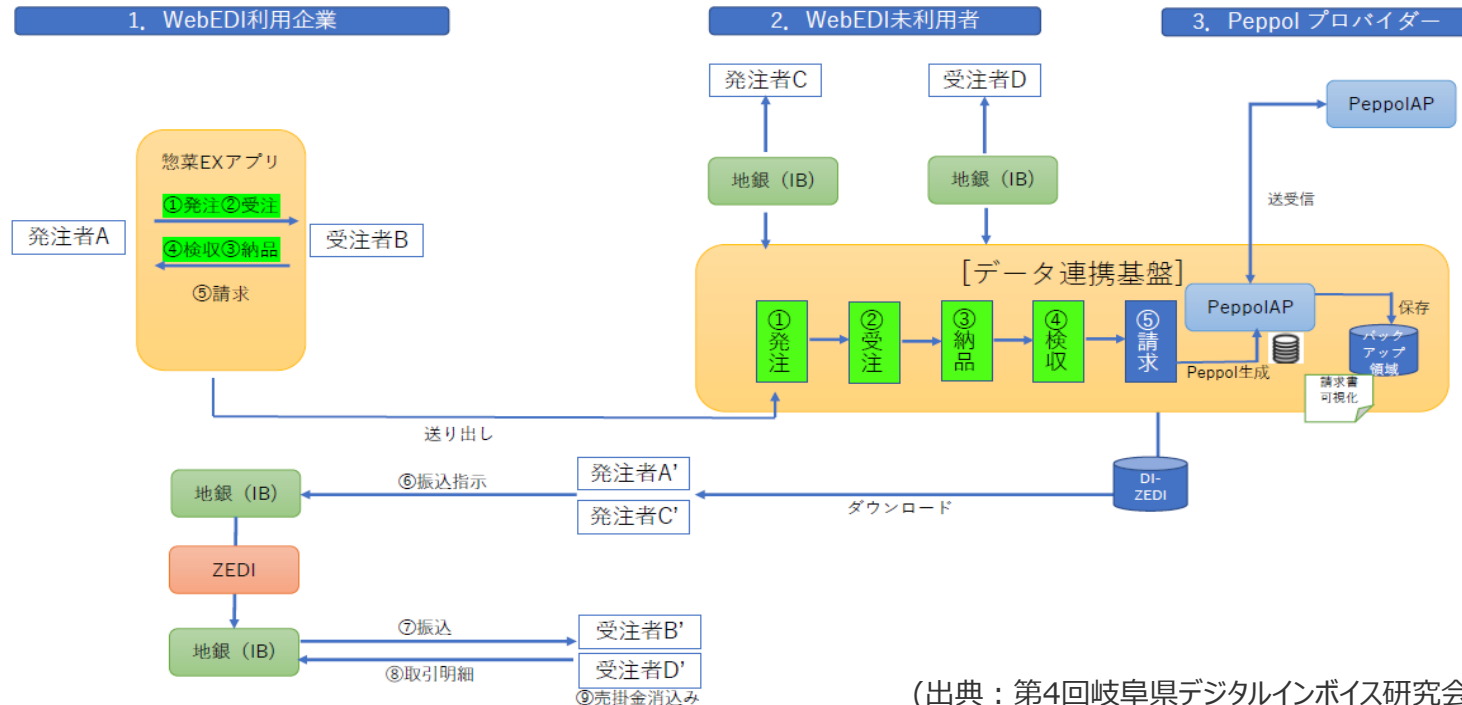 1．WebEDI利用企業
2．WebEDI未利用者
3．Peppol プロバイダー
発注者C
受注者D
PeppolAP
惣菜EXアプリ
地銀（IB）
地銀（IB）
①発注②受注
送受信
発注者A
受注者B
④検収③納品
⑤請求
[データ連携基盤]
①発注
②受注
③納品
④検収
⑤請求
PeppolAP
保存
バック
アップ
領域
Peppol生成
請求書
可視化
送り出し
地銀（IB）
⑥振込指示
発注者A'
発注者C'
ダウンロード
DI-
ZEDI
ZEDI
地銀（IB）
⑦振込
受注者B'
⑧取引明細
受注者D'
⑨売掛金消込み
（出典：第4回岐阜県デジタルインボイス研究会